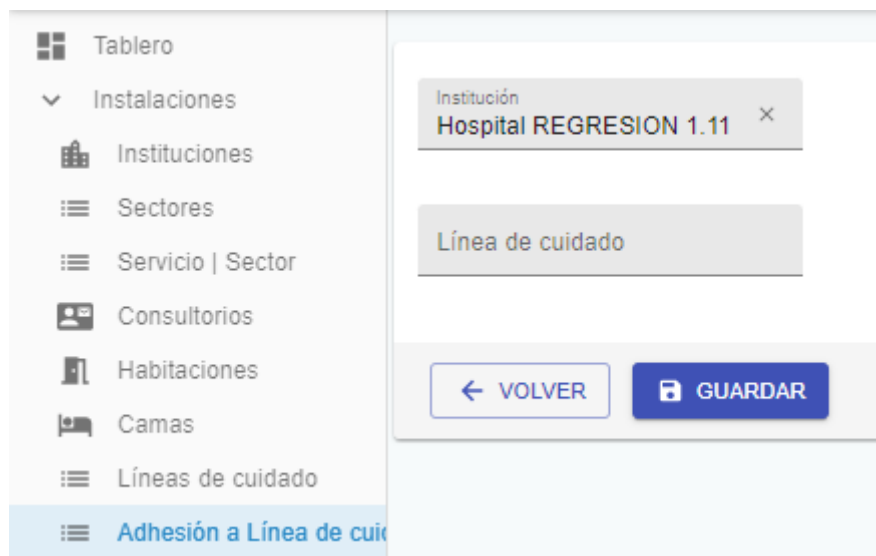 Tablero
Instalaciones
Instituciones
Sectores
Servicio | Sector
Consultorios
Habitaciones
Camas
Líneas de cuidado
Adhesión a Línea de
Institución
Hospital REGRESION 1.11
Línea de cuidado
VOLVER
GUARDAR